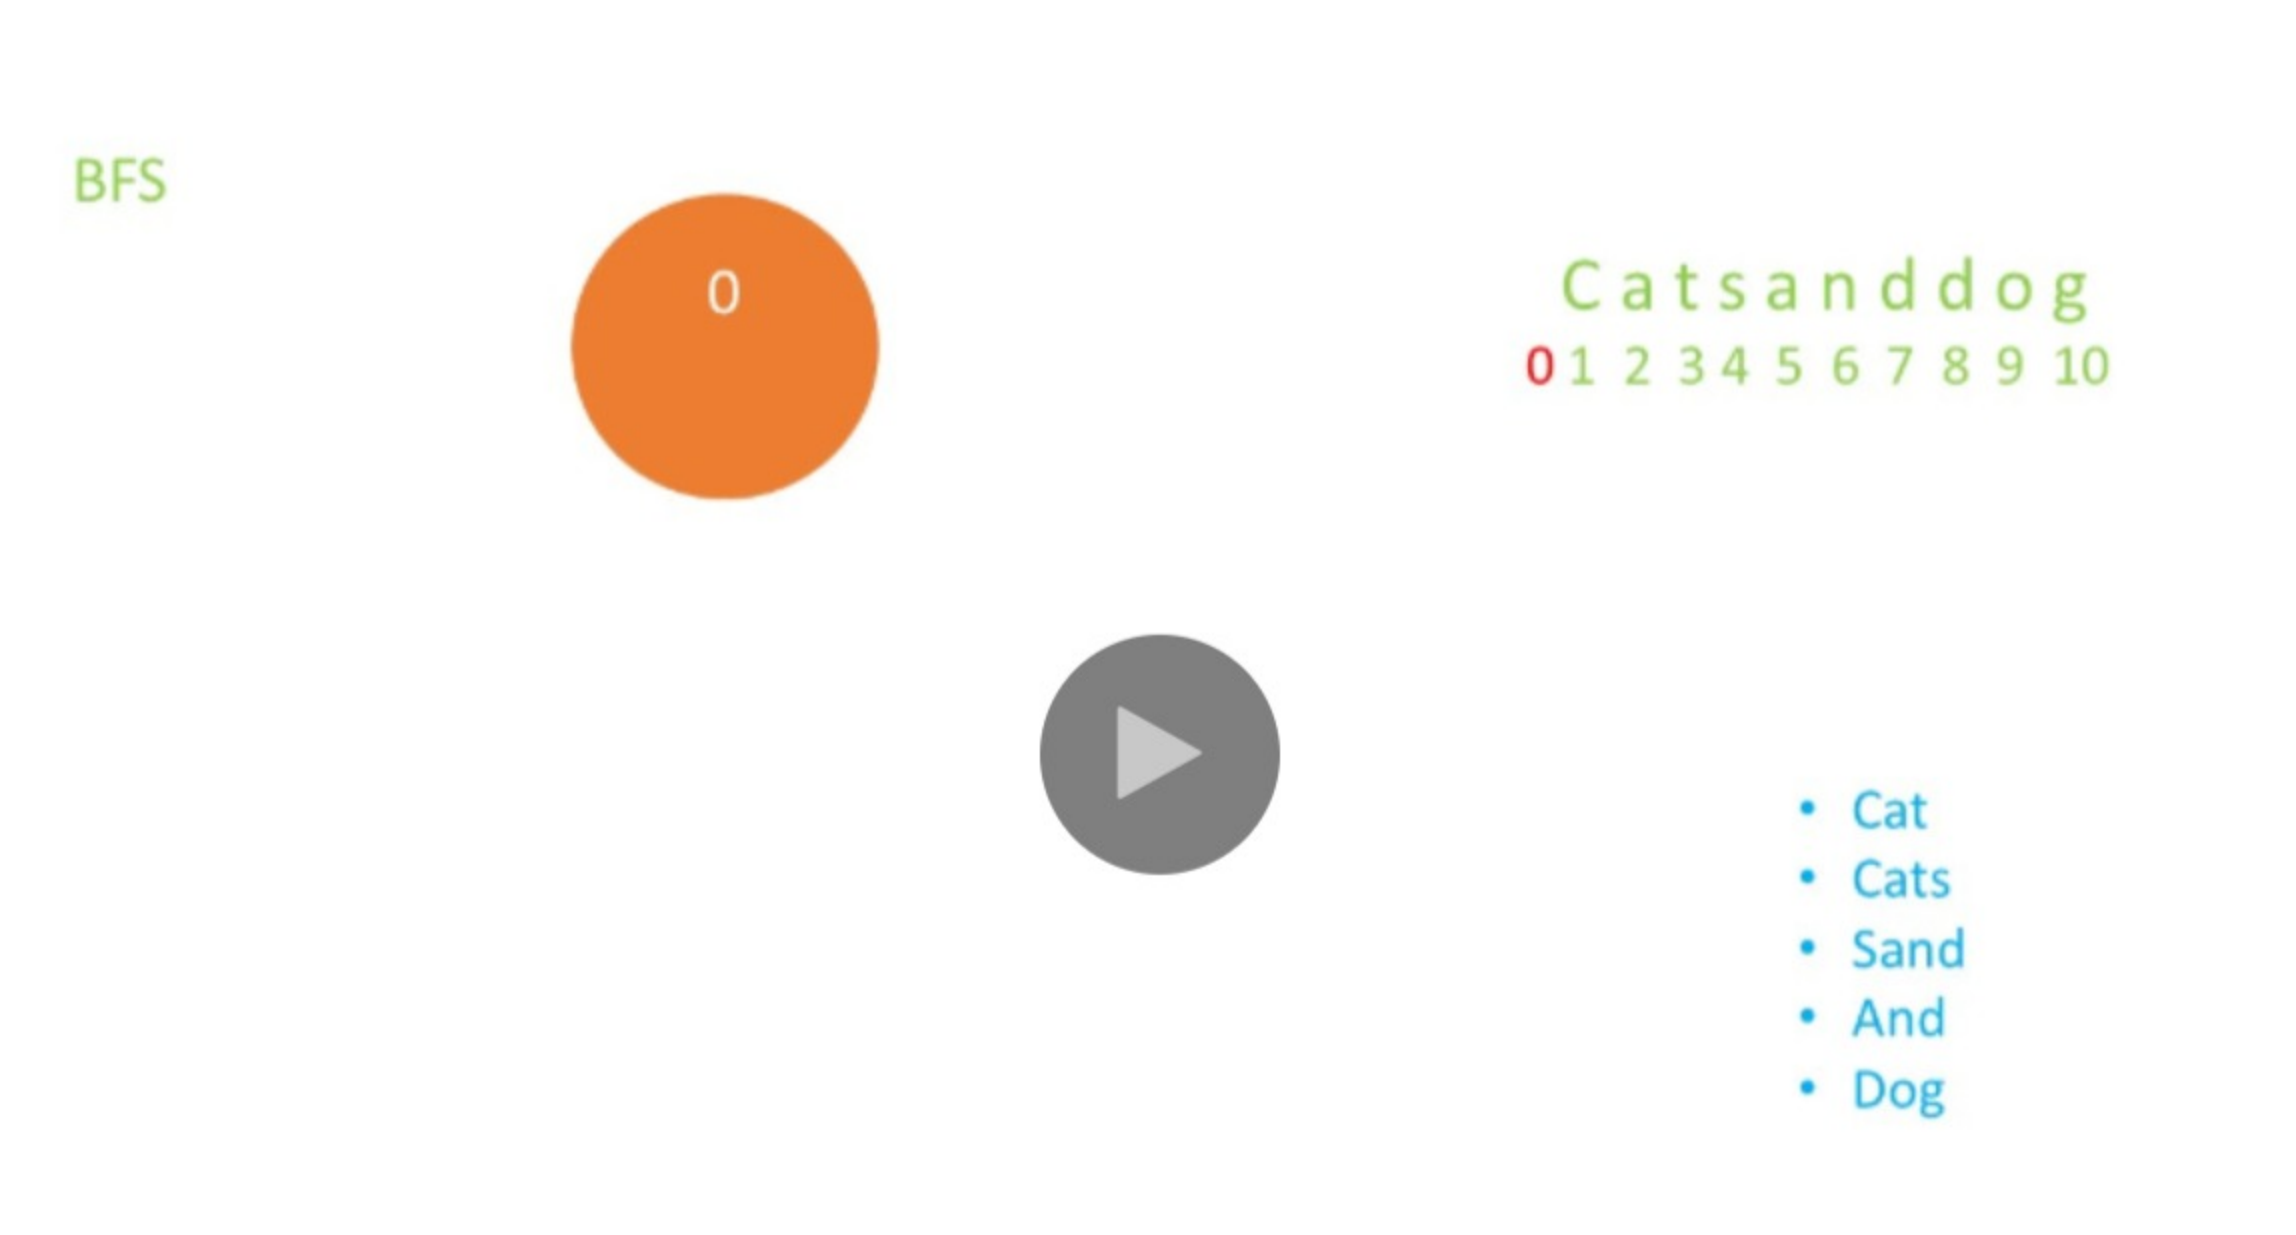 BFS
0
C a t s a n d d o g
0 1 2 3 4 5 6 7 8 9 10
• Cat
• Cats
• Sand
• And
• Dog